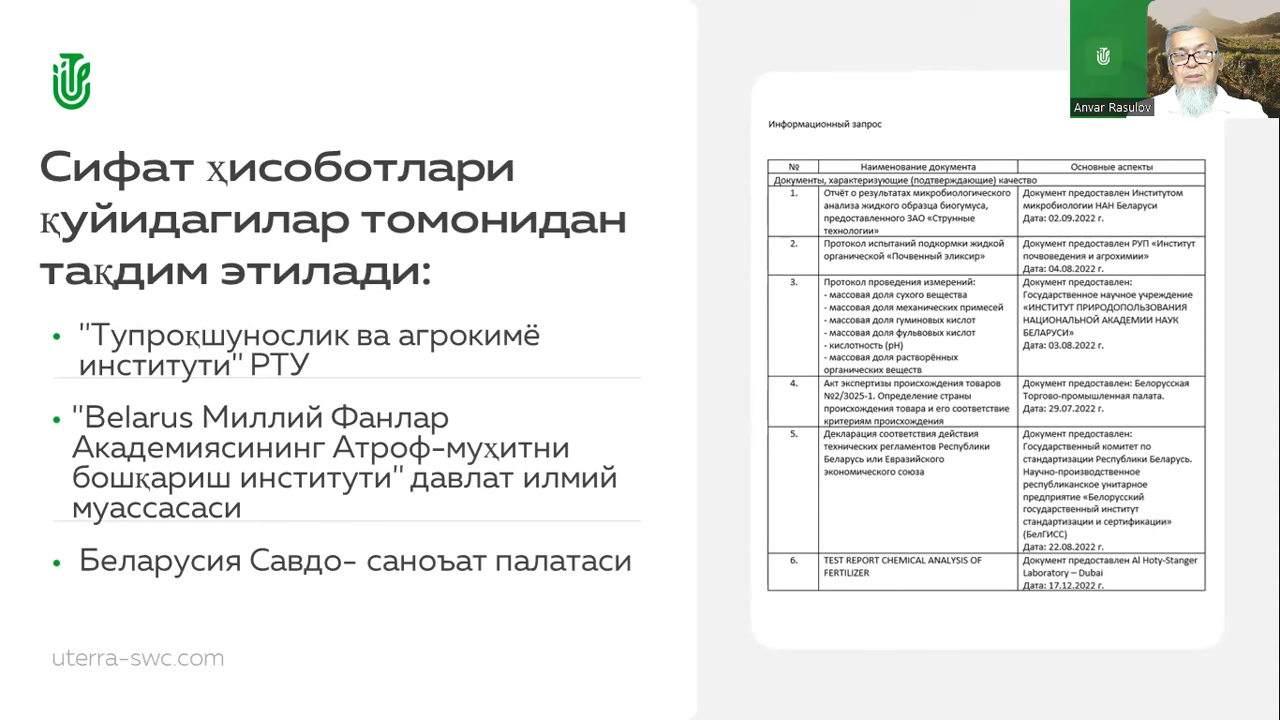 Сифат ҳисоботлари
қуйидагилар томонидан
тақдим этилади:
• "Тупроқшунослик ва агрокимё
институти" РТУ
• "Belarus Миллий Фанлар
Академиясининг Атроф-муҳитни
бошқариш институти" давлат илмий
муассасаси
• Беларусия Савдо- саноъат палатаси
uterra-swc.com
Anvar Rasulov
Информационный запрос
№ Наименование документа Основные аспекты
Документы, характеризующие (подтверждающие) качество
1. Отчёт о результатах микробиологического Документ предоставлен Институтом
анализа жидкого образца биогумуса, микробиологии НАН Беларуси
предоставленного ЗАО «Струнные Дата: 02.09.2022 г.
технологии»
2. Протокол испытаний подкормки жидкой Документ предоставлен РУП «Институт
органической «Почвенный эликсир» почвоведения и агрохимии»
Дата: 04.08.2022 г.
3. Протокол проведения измерений: Документ предоставлен:
- массовая доля сухого вещества Государственное научное учреждение
- массовая доля механических примесей «ИНСТИТУТ ПРИРОДОПОЛЬЗОВАНИЯ
- массовая доля гуминовых кислот НАЦИОНАЛЬНОЙ АКАДЕМИИ НАУК
- массовая доля фульвовых кислот БЕЛАРУСИ»
- кислотность (pH) Дата: 03.08.2022 г.
- массовая доля растворённых
органических веществ
4. Акт экспертизы происхождения товаров Документ предоставлен: Белорусская
№2/3025-1. Определение страны Торгово-промышленная палата.
происхождения товара и его соответствие Дата: 29.07.2022 г.
критериям происхождения
5. Декларация соответствия действия Документ предоставлен:
технических регламентов Республики Государственный комитет по
Беларусь или Евразийского стандартизации Республики Беларусь.
экономического союза Научно-производственное
республиканское унитарное
предприятие «Белорусский
государственный институт
стандартизации и сертификации»
(БелГИСС)
Дата: 22.08.2022 г.
6. TEST REPORT CHEMICAL ANALYSIS OF Документ предоставлен Al Hoty-Stanger
FERTILIZER Laboratory – Dubai
Дата: 17.12.2022 г.